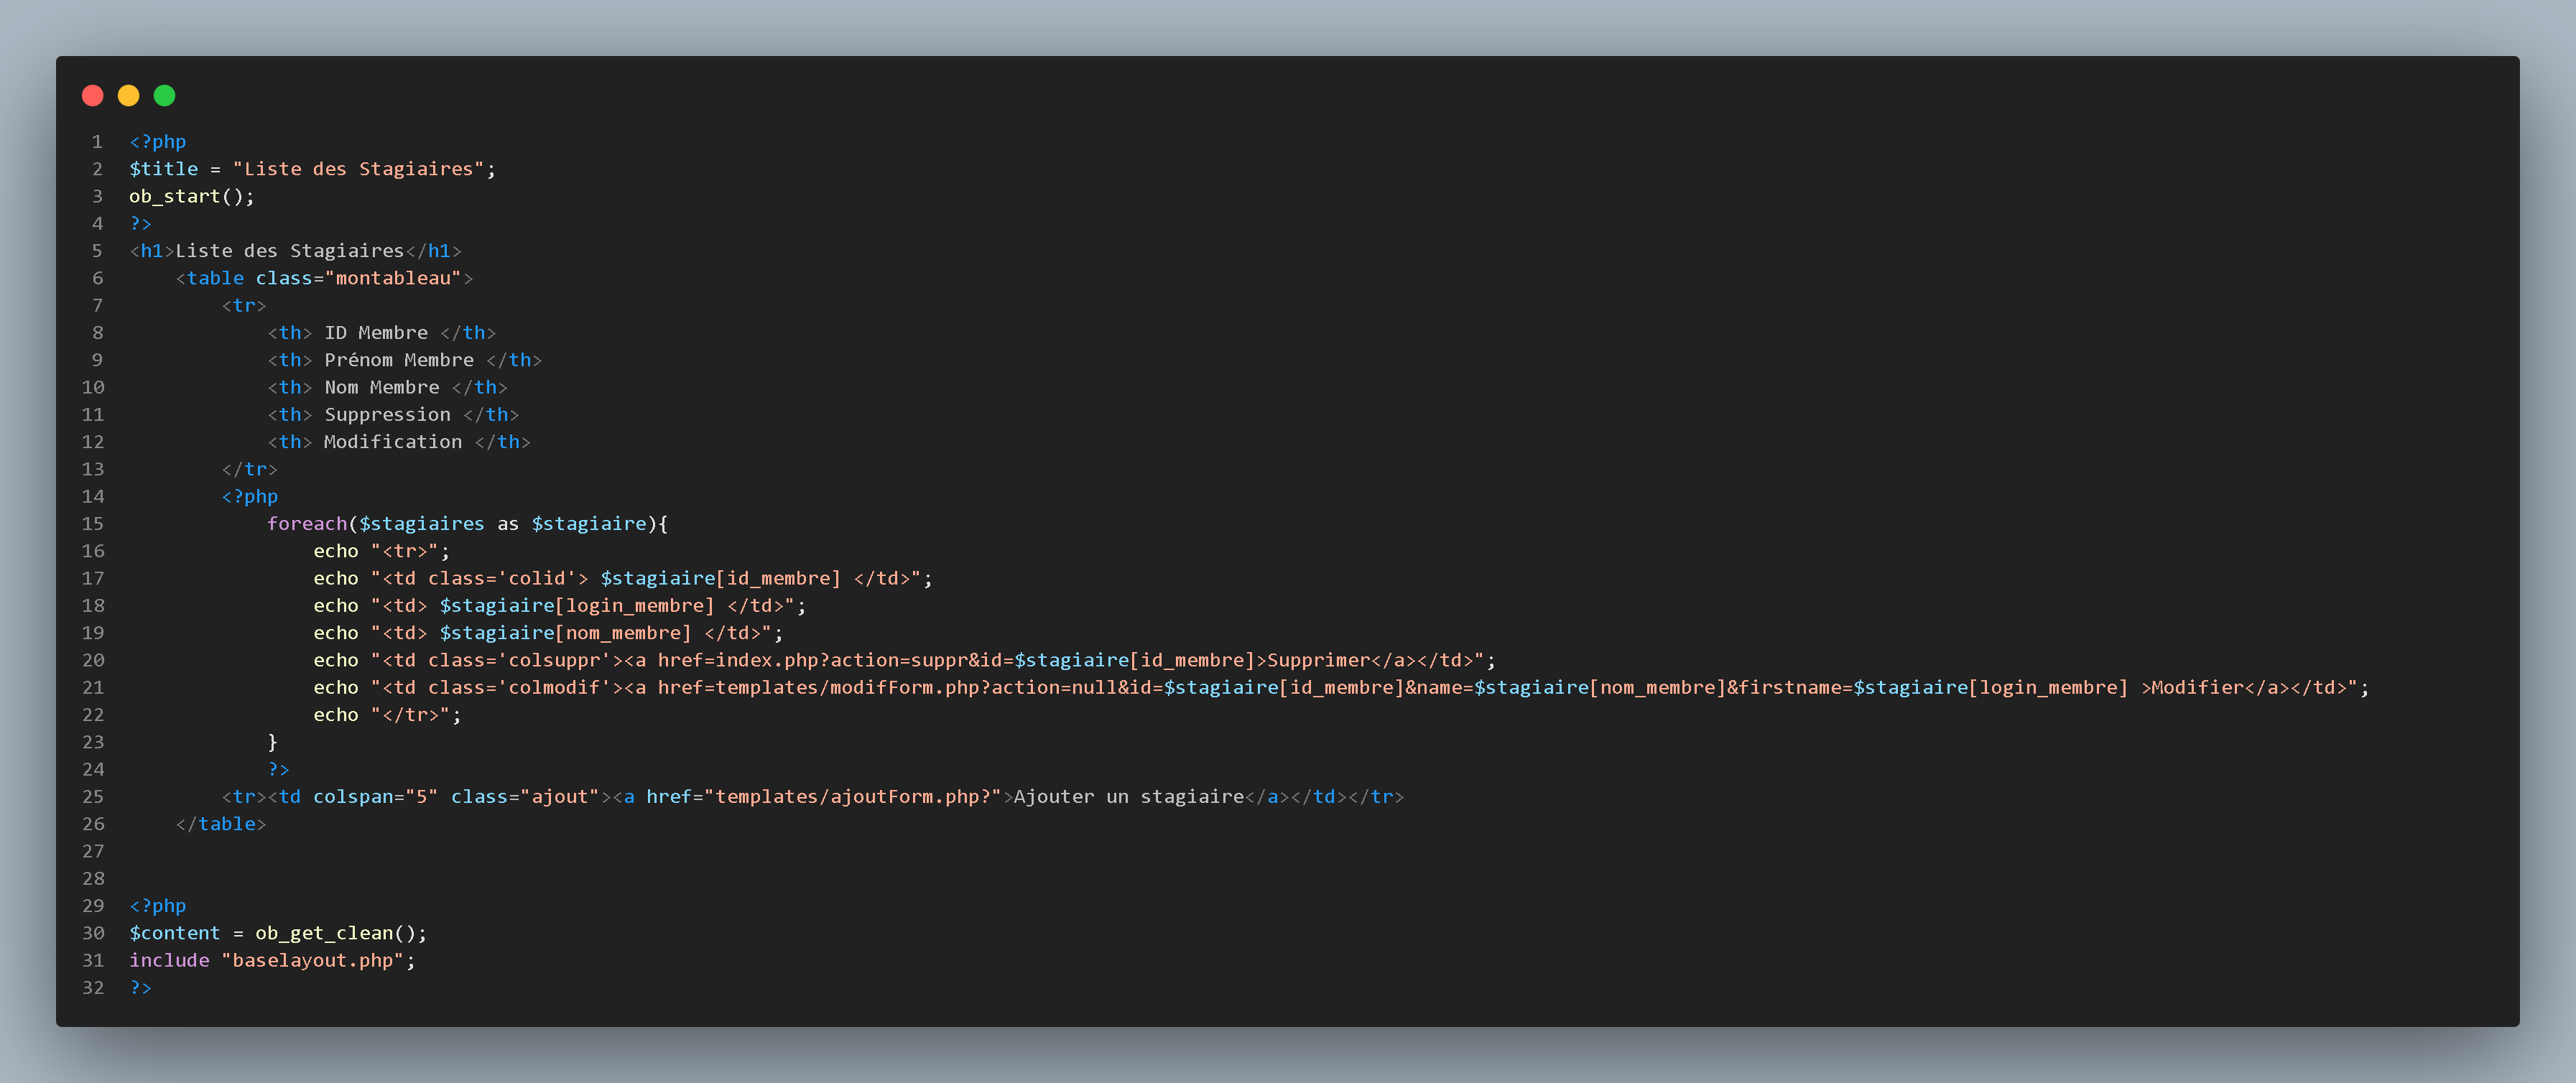 1 <?php
2 $title = "Liste des Stagiaires";
3 ob_start();
4 ?>
5 <h1>Liste des Stagiaires</h1>
6     <table class="montableau">
7         <tr>
8             <th> ID Membre </th>
9             <th> Prénom Membre </th>
10             <th> Nom Membre </th>
11             <th> Suppression </th>
12             <th> Modification </th>
13         </tr>
14         <?php
15             foreach($stagiaires as $stagiaire){
16                 echo "<tr>";
17                 echo "<td class='colid'> $stagiaire[id_membre] </td>";
18                 echo "<td> $stagiaire[login_membre] </td>";
19                 echo "<td> $stagiaire[nom_membre] </td>";
20                 echo "<td class='colsuppr'><a href=index.php?action=suppr&id=$stagiaire[id_membre]>Supprimer</a></td>";
21                 echo "<td class='colmodif'><a href=templates/modifForm.php?action=null&id=$stagiaire[id_membre]&name=$stagiaire[nom_membre]&firstname=$stagiaire[login_membre] >Modifier</a></td>";
22                 echo "</tr>";
23             }
24             ?>
25         <tr><td colspan="5" class="ajout"><a href="templates/ajoutForm.php?">Ajouter un stagiaire</a></td></tr>
26     </table>
27
28
29 <?php
30 $content = ob_get_clean();
31 include "baselayout.php";
32 ?>